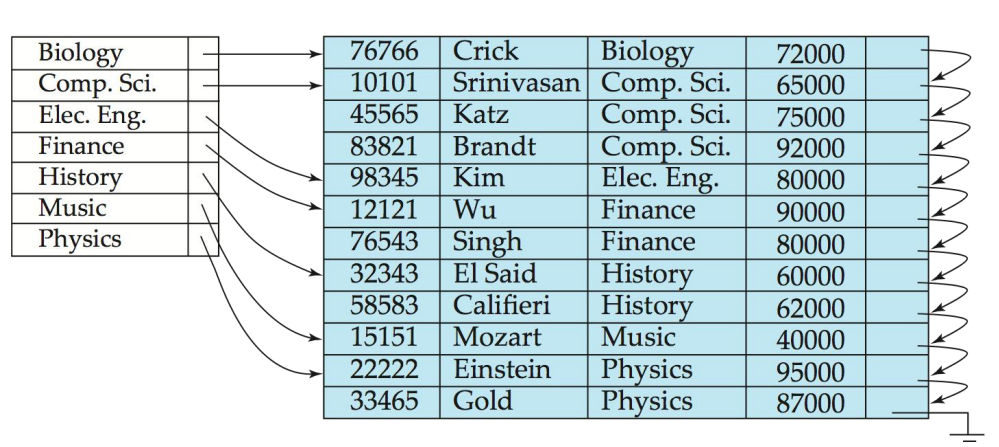 Biology
Comp. Sci.
Elec. Eng.
Finance
History
Music
Physics
76766 Crick Biology 72000
10101 Srinivasan Comp. Sci. 65000
45565 Katz Comp. Sci. 75000
83821 Brandt Comp. Sci. 92000
98345 Kim Elec. Eng. 80000
12121 Wu Finance 90000
76543 Singh Finance 80000
32343 El Said History 60000
58583 Califieri History 62000
15151 Mozart Music 40000
22222 Einstein Physics 95000
33465 Gold Physics 87000